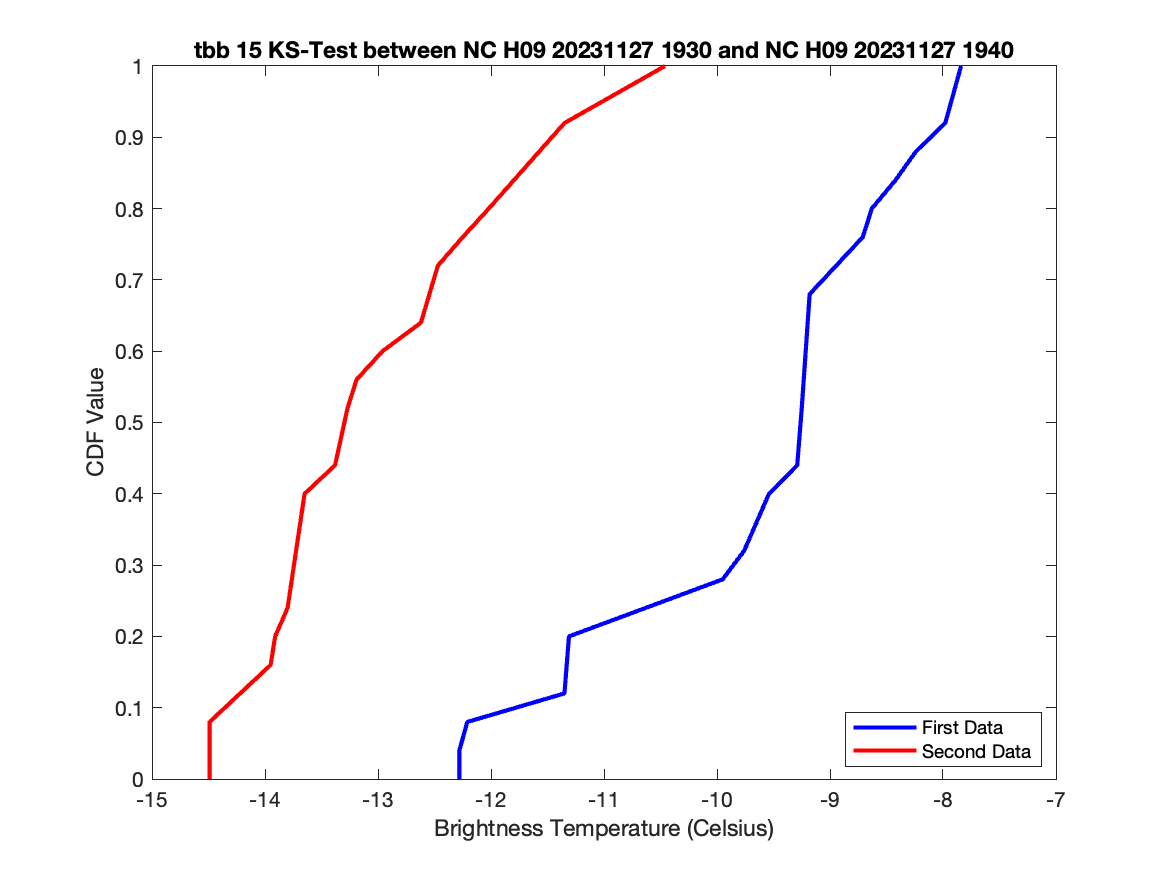 tbb 15 KS-Test between NC H09 20231127 1930 and NC H09 20231127 1940
1
0.9
0.8
0.7
0.6
0.5
0.4
0.3
0.2
0.1
0
CDF Value
First Data
Second Data
-15 -14 -13 -12 -11 -10 -9 -8 -7
Brightness Temperature (Celsius)